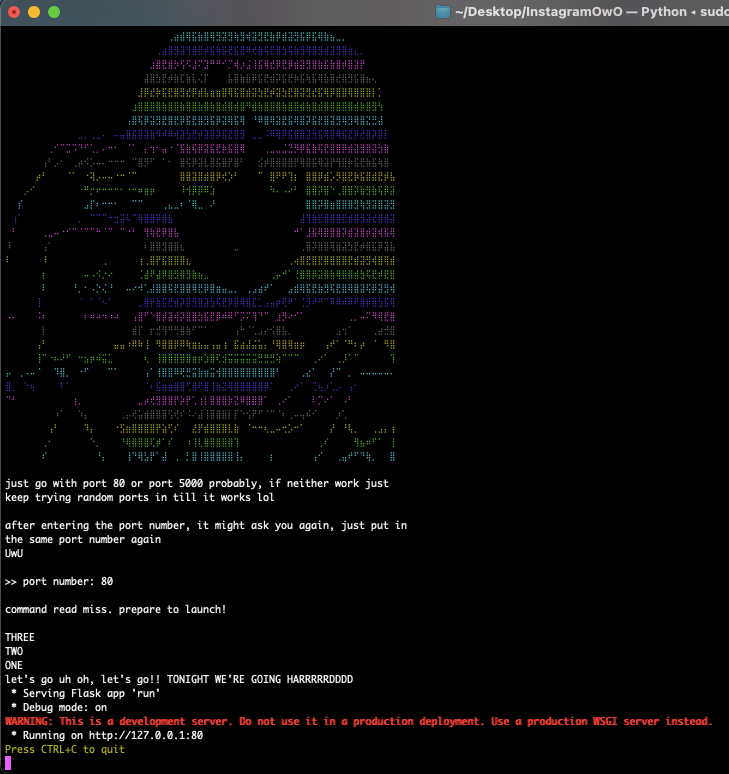 ~/Desktop/InstagramOwO — Python ◂ sudo
just go with port 80 or port 5000 probably, if neither work just
keep trying random ports in till it works lol
after entering the port number, it might ask you again, just put in
the same port number again
UwU
>> port number: 80
command read miss. prepare to launch!
THREE
TWO
ONE
let's go uh oh, let's go!! TONIGHT WE'RE GOING HARRRRRDDDD
* Serving Flask app 'run'
* Debug mode: on
WARNING: This is a development server. Do not use it in a production deployment. Use a production WSGI server instead.
* Running on http://127.0.0.1:80
Press CTRL+C to quit